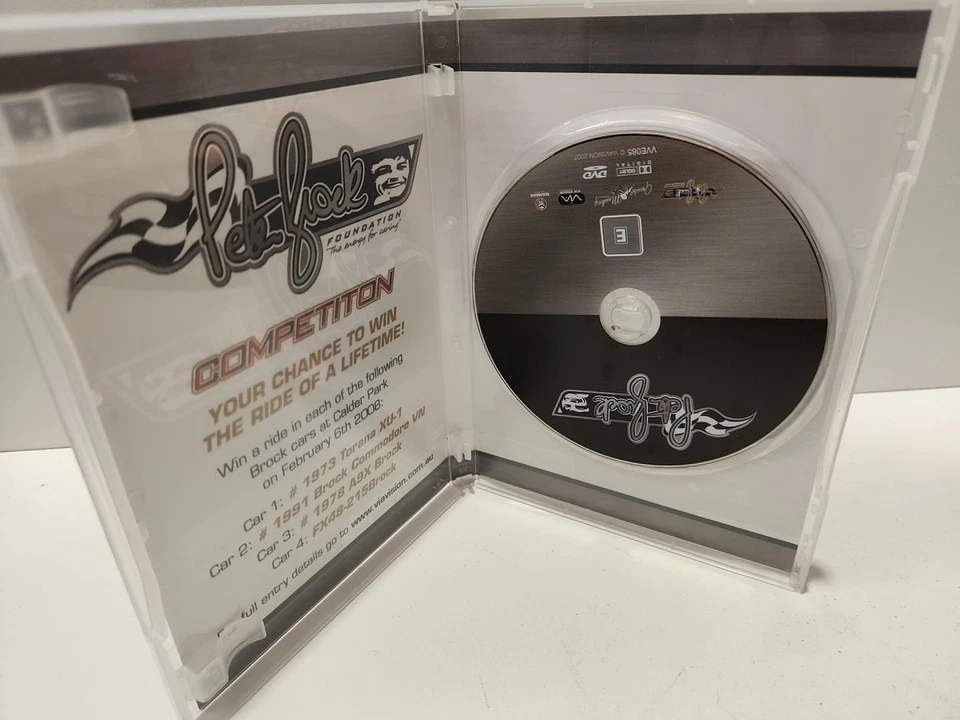 Peter Brock
FOUNDATION
"The energy for caring"
COMPETITON
YOUR CHANCE TO WIN
THE RIDE OF A LIFETIME!
Win a ride in each of the following
Brock cars at Calder Park
on February 6th 2008:
Car 1: # 1973 Torana XU-1
Car 2: # 1991 Brock Commodore VN
Car 3: # 1978 A9X Brock
Car 4: FX48-215Brock
full entry details go to www.viavision.com.au
VVE085 © VIAVISION 2007
DOLBY
DIGITAL
DVD
VIA
E
Peter Brock